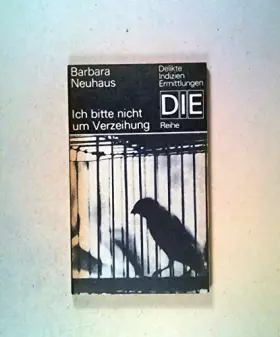 Barbara
Neuhaus
Ich bitte nicht
um Verzeihung
Delikte
Indizien
Ermittlungen
DIE
Reihe